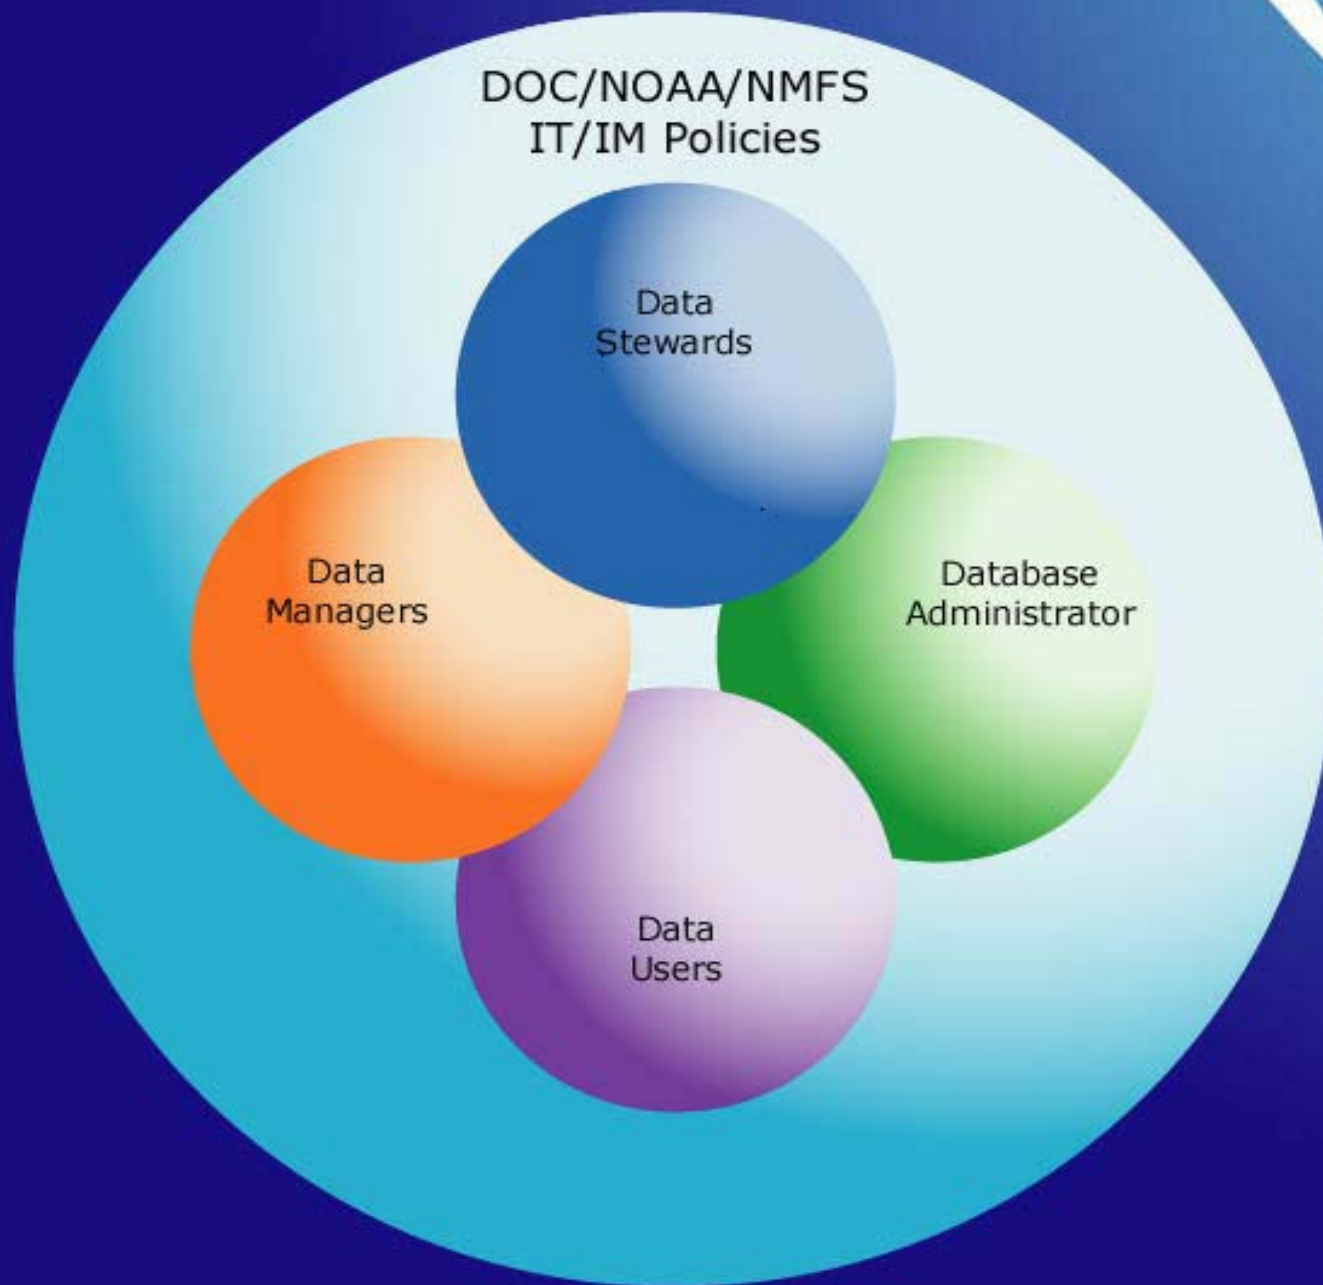 DOC/NOAA/NMFS
IT/IM Policies
Data
Stewards
Data
Managers
Database
Administrator
Data
Users